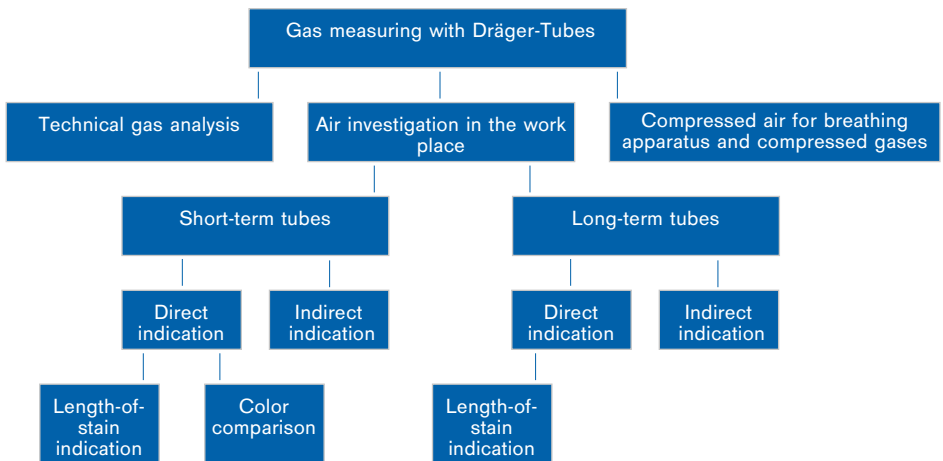 Gas measuring with Dräger-Tubes
Technical gas analysis
Air investigation in the work
place
Compressed air for breathing
apparatus and compressed gases
Short-term tubes
Long-term tubes
Direct
indication
Indirect
indication
Direct
indication
Indirect
indication
Length-of-
stain
indication
Color
comparison
Length-of-
stain
indication